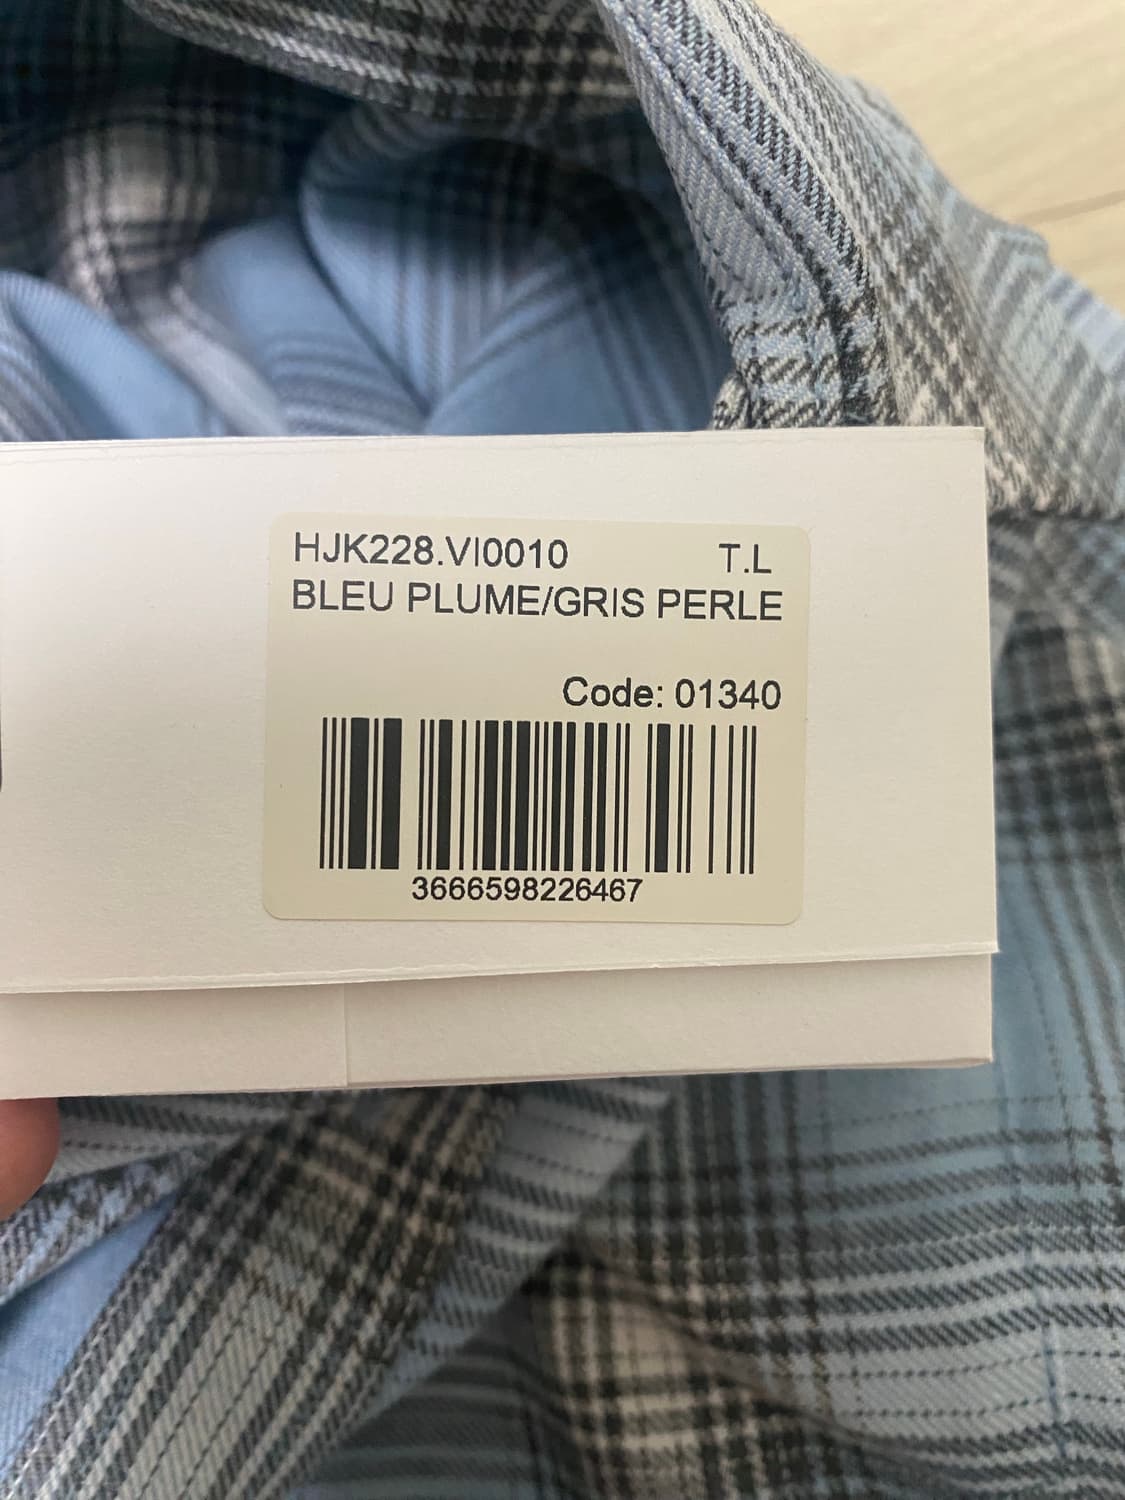 HJK228.VI0010 T.L
BLEU PLUME/GRIS PERLE
Code: 01340
3666598226467